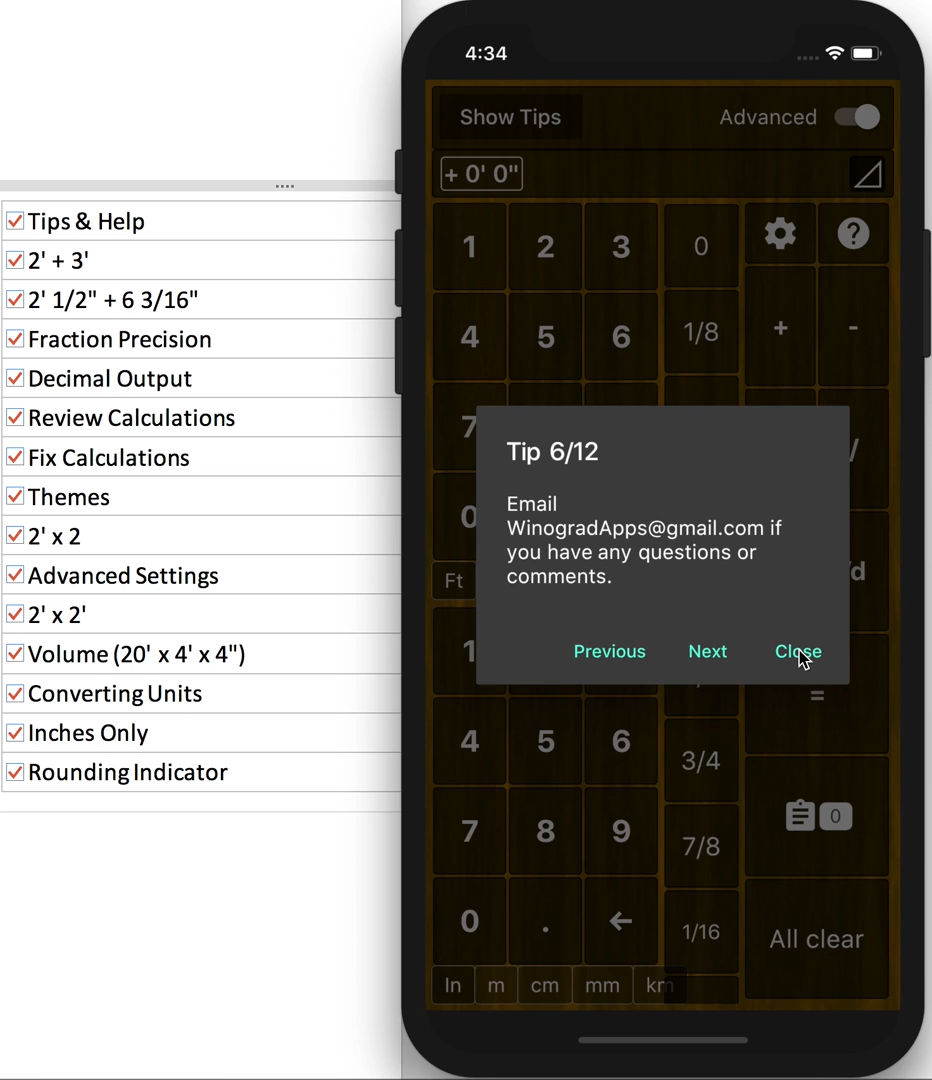 Tips & Help
2' + 3'
2' 1/2" + 6 3/16"
Fraction Precision
Decimal Output
Review Calculations
Fix Calculations
Themes
2' x 2
Advanced Settings
2' x 2'
Volume (20' x 4' x 4")
Converting Units
Inches Only
Rounding Indicator
4:34
Show Tips Advanced
+ 0' 0"
1 2 3 0 ?
4 5 6 1/8 + -
7 /
Tip 6/12
Email
WinogradApps@gmail.com if
you have any questions or
comments.
Previous Next Close
0
Ft d
1
=
4 5 6 3/4
7 8 9 7/8 0
0 . ← 1/16 All clear
In m cm mm km